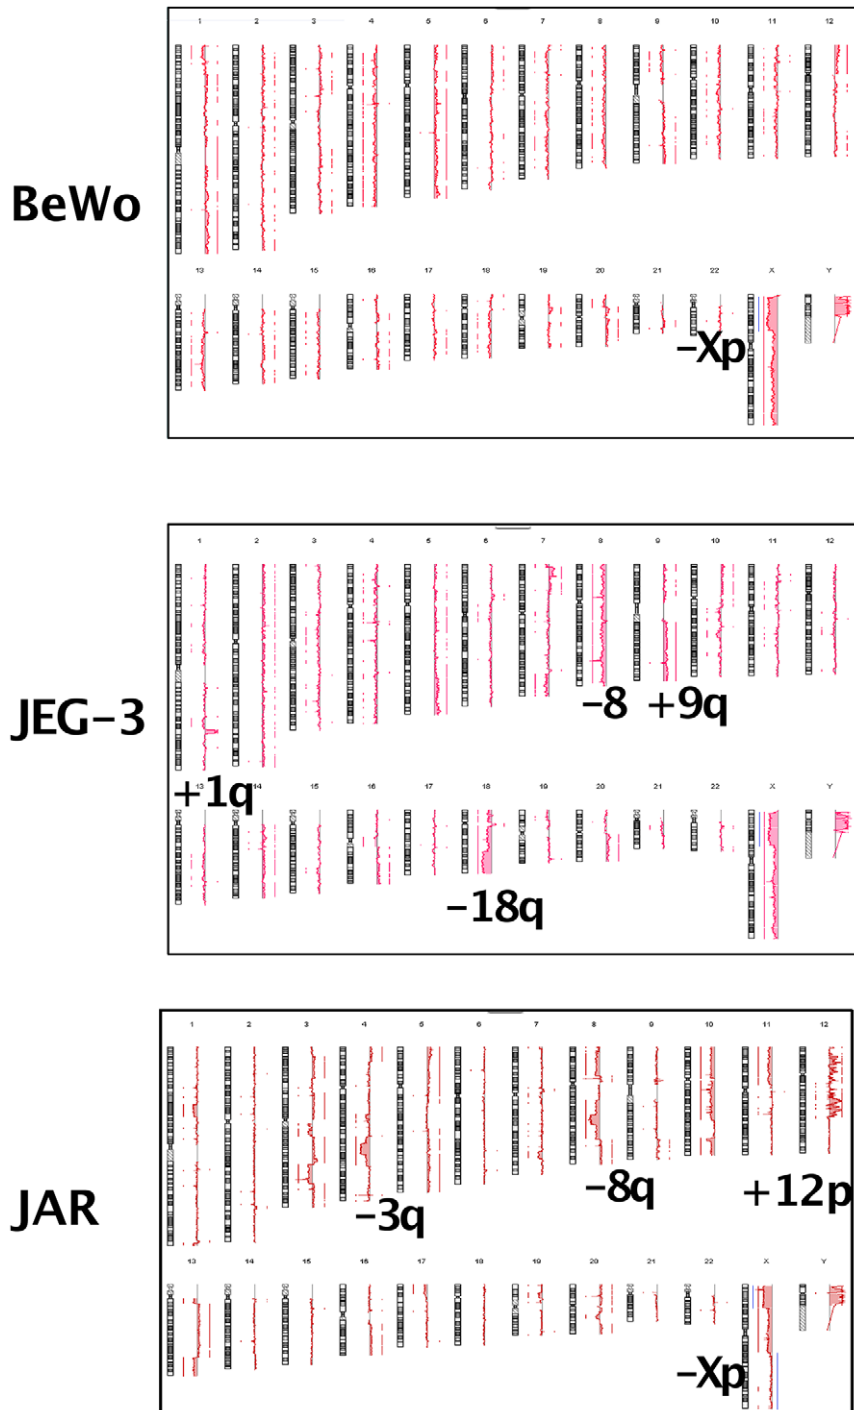 1 2 3 4 5 6 7 8 9 10 11 12
BeWo
13 14 15 16 17 18 19 20 21 22 X Y
-Xp
1 2 3 4 5 6 7 8 9 10 11 12
JEG-3
-8 +9q
+1q
13 14 15 16 17 18 19 20 22 X Y
-18q
1 2 3 4 5 6 7 8 9 10 11 12
JAR
-3q -8q +12p
13 14 15 16 17 18 19 20 21 22 X Y
-Xp